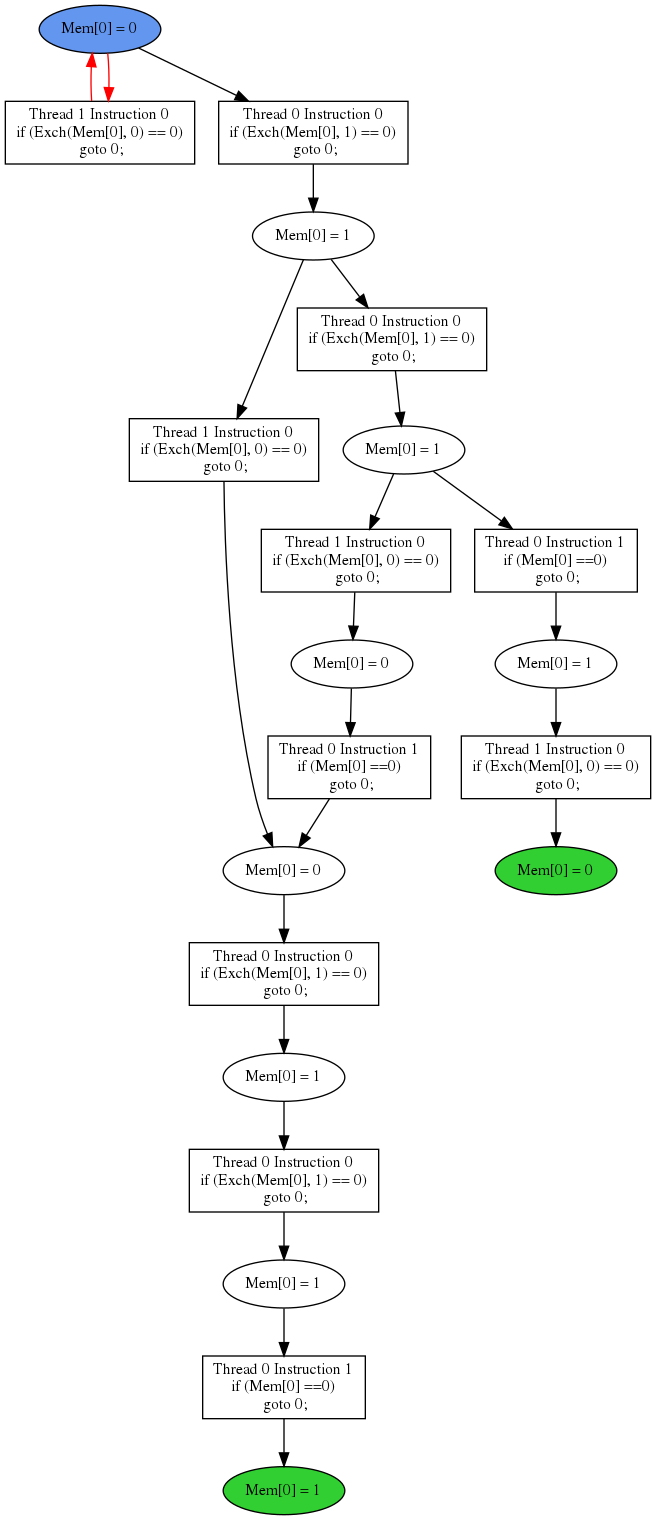 Mem[0] = 0
Thread 1 Instruction 0
if (Exch(Mem[0], 0) == 0)
goto 0;
Thread 0 Instruction 0
if (Exch(Mem[0], 1) == 0)
goto 0;
Mem[0] = 1
Thread 0 Instruction 0
if (Exch(Mem[0], 1) == 0)
goto 0;
Thread 1 Instruction 0
if (Exch(Mem[0], 0) == 0)
goto 0;
Mem[0] = 1
Thread 1 Instruction 0
if (Exch(Mem[0], 0) == 0)
goto 0;
Thread 0 Instruction 1
if (Mem[0] ==0)
goto 0;
Mem[0] = 0
Mem[0] = 1
Thread 0 Instruction 1
if (Mem[0] ==0)
goto 0;
Thread 1 Instruction 0
if (Exch(Mem[0], 0) == 0)
goto 0;
Mem[0] = 0
Mem[0] = 0
Thread 0 Instruction 0
if (Exch(Mem[0], 1) == 0)
goto 0;
Mem[0] = 1
Thread 0 Instruction 0
if (Exch(Mem[0], 1) == 0)
goto 0;
Mem[0] = 1
Thread 0 Instruction 1
if (Mem[0] ==0)
goto 0;
Mem[0] = 1